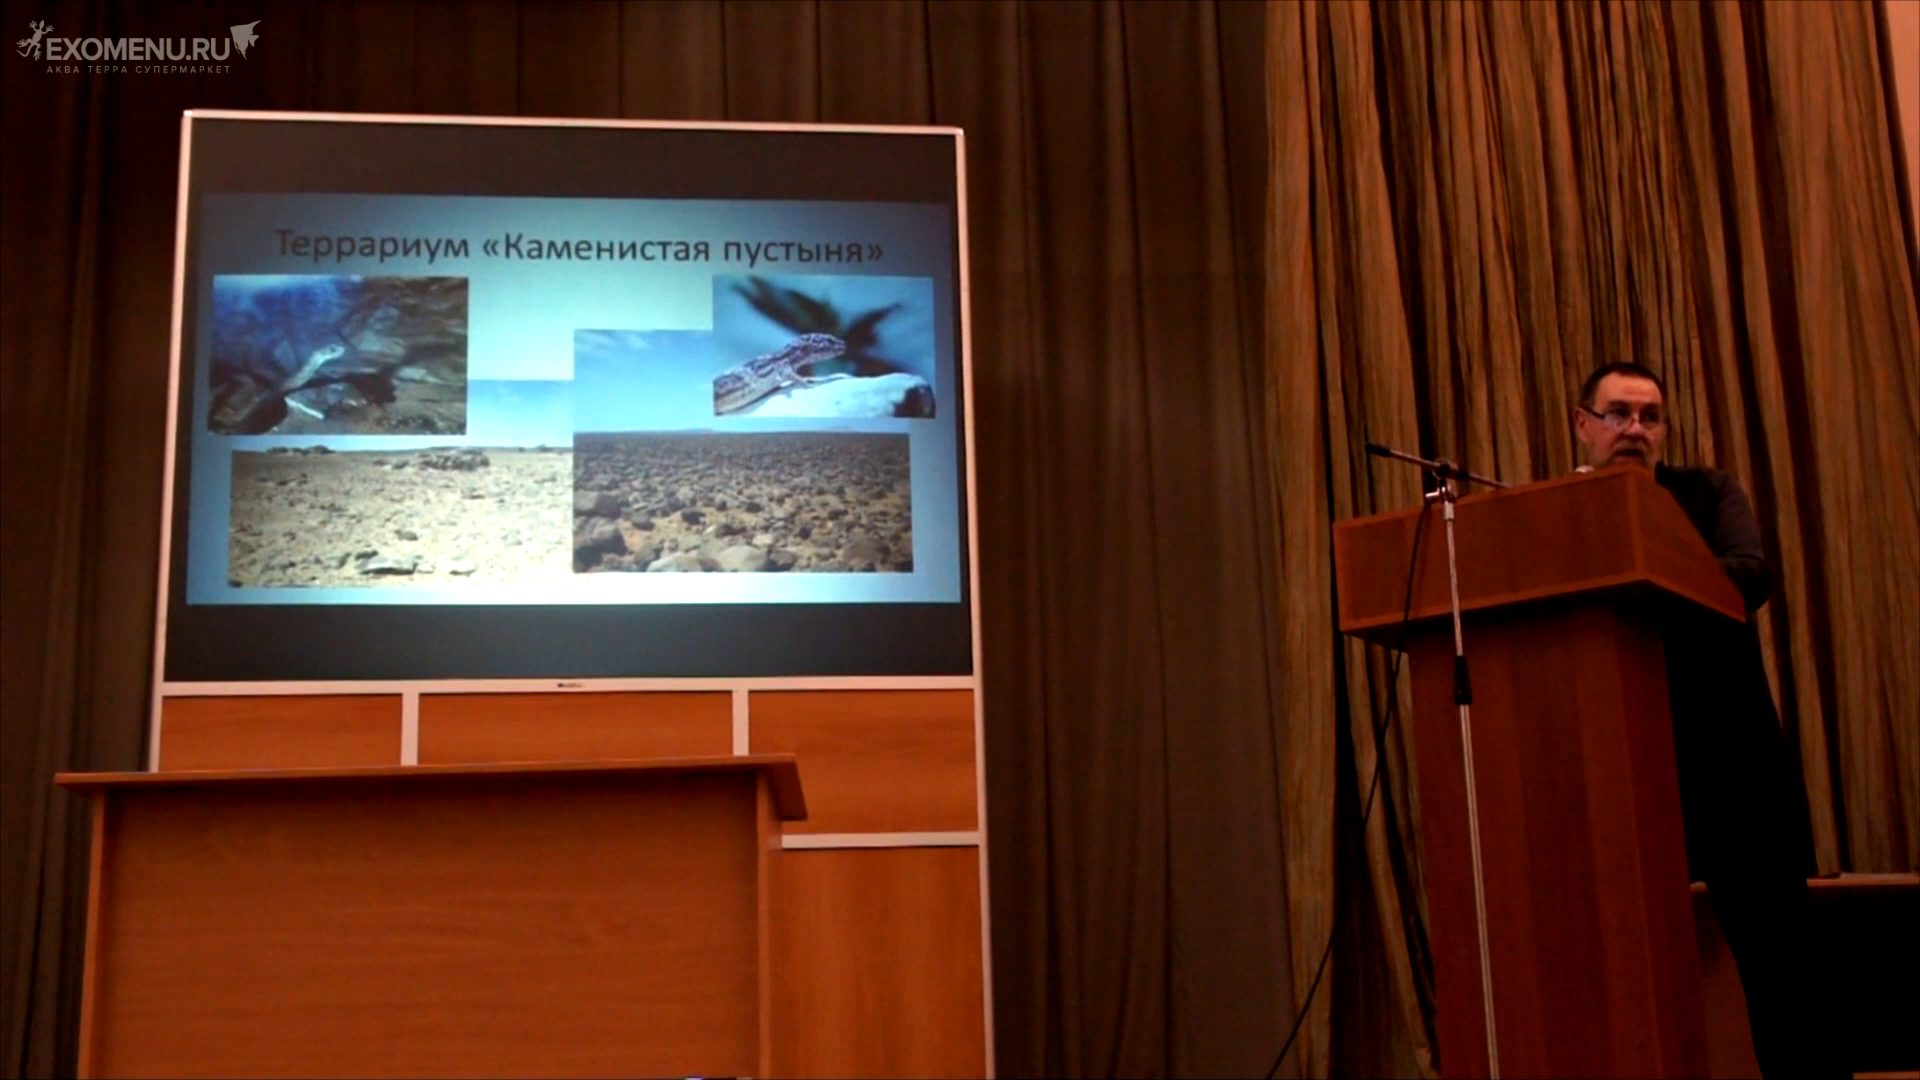 EXOMENU.RU
АКВА ТЕРРА СУПЕРМАРКЕТ
Террариум «Каменистая пустыня»